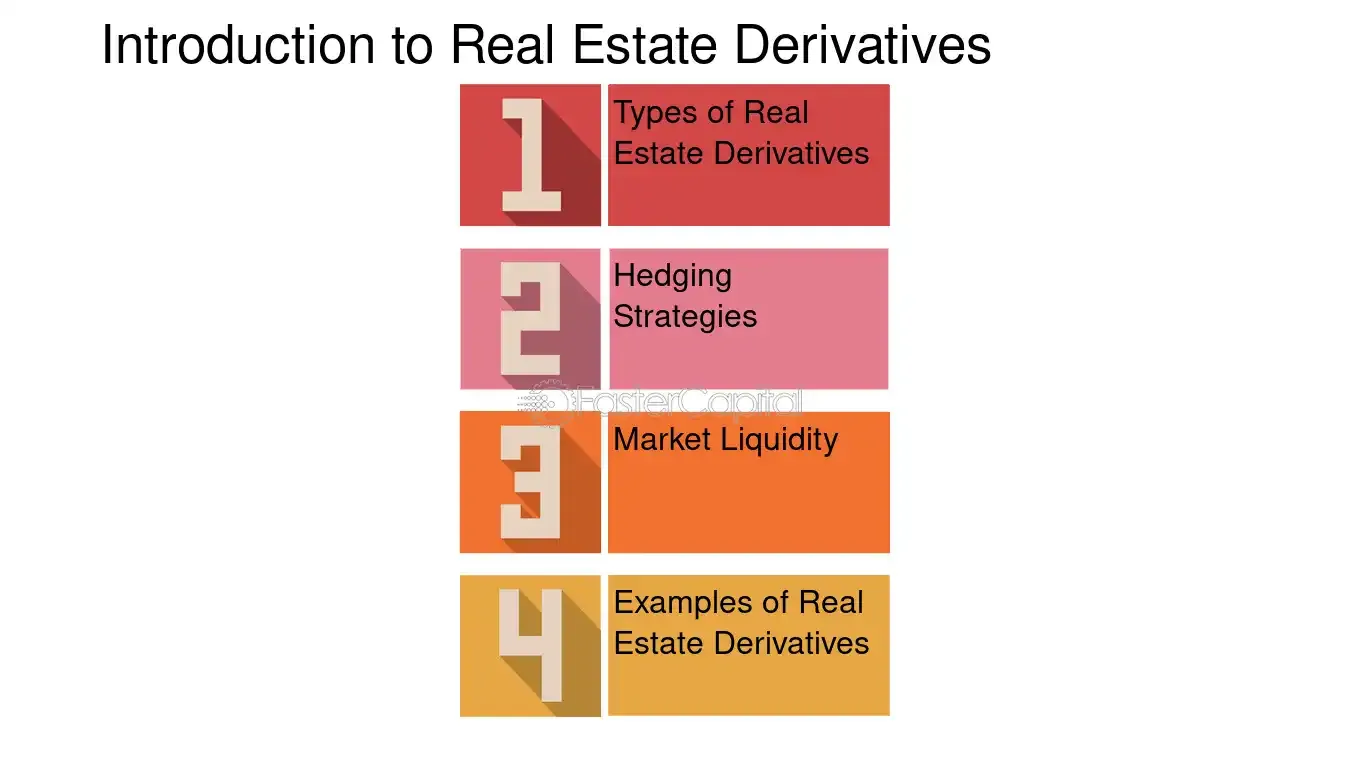 Introduction to Real Estate Derivatives
1
Types of Real
Estate Derivatives
2
Hedging
Strategies
FasterCapital
3
Market Liquidity
4
Examples of Real
Estate Derivatives